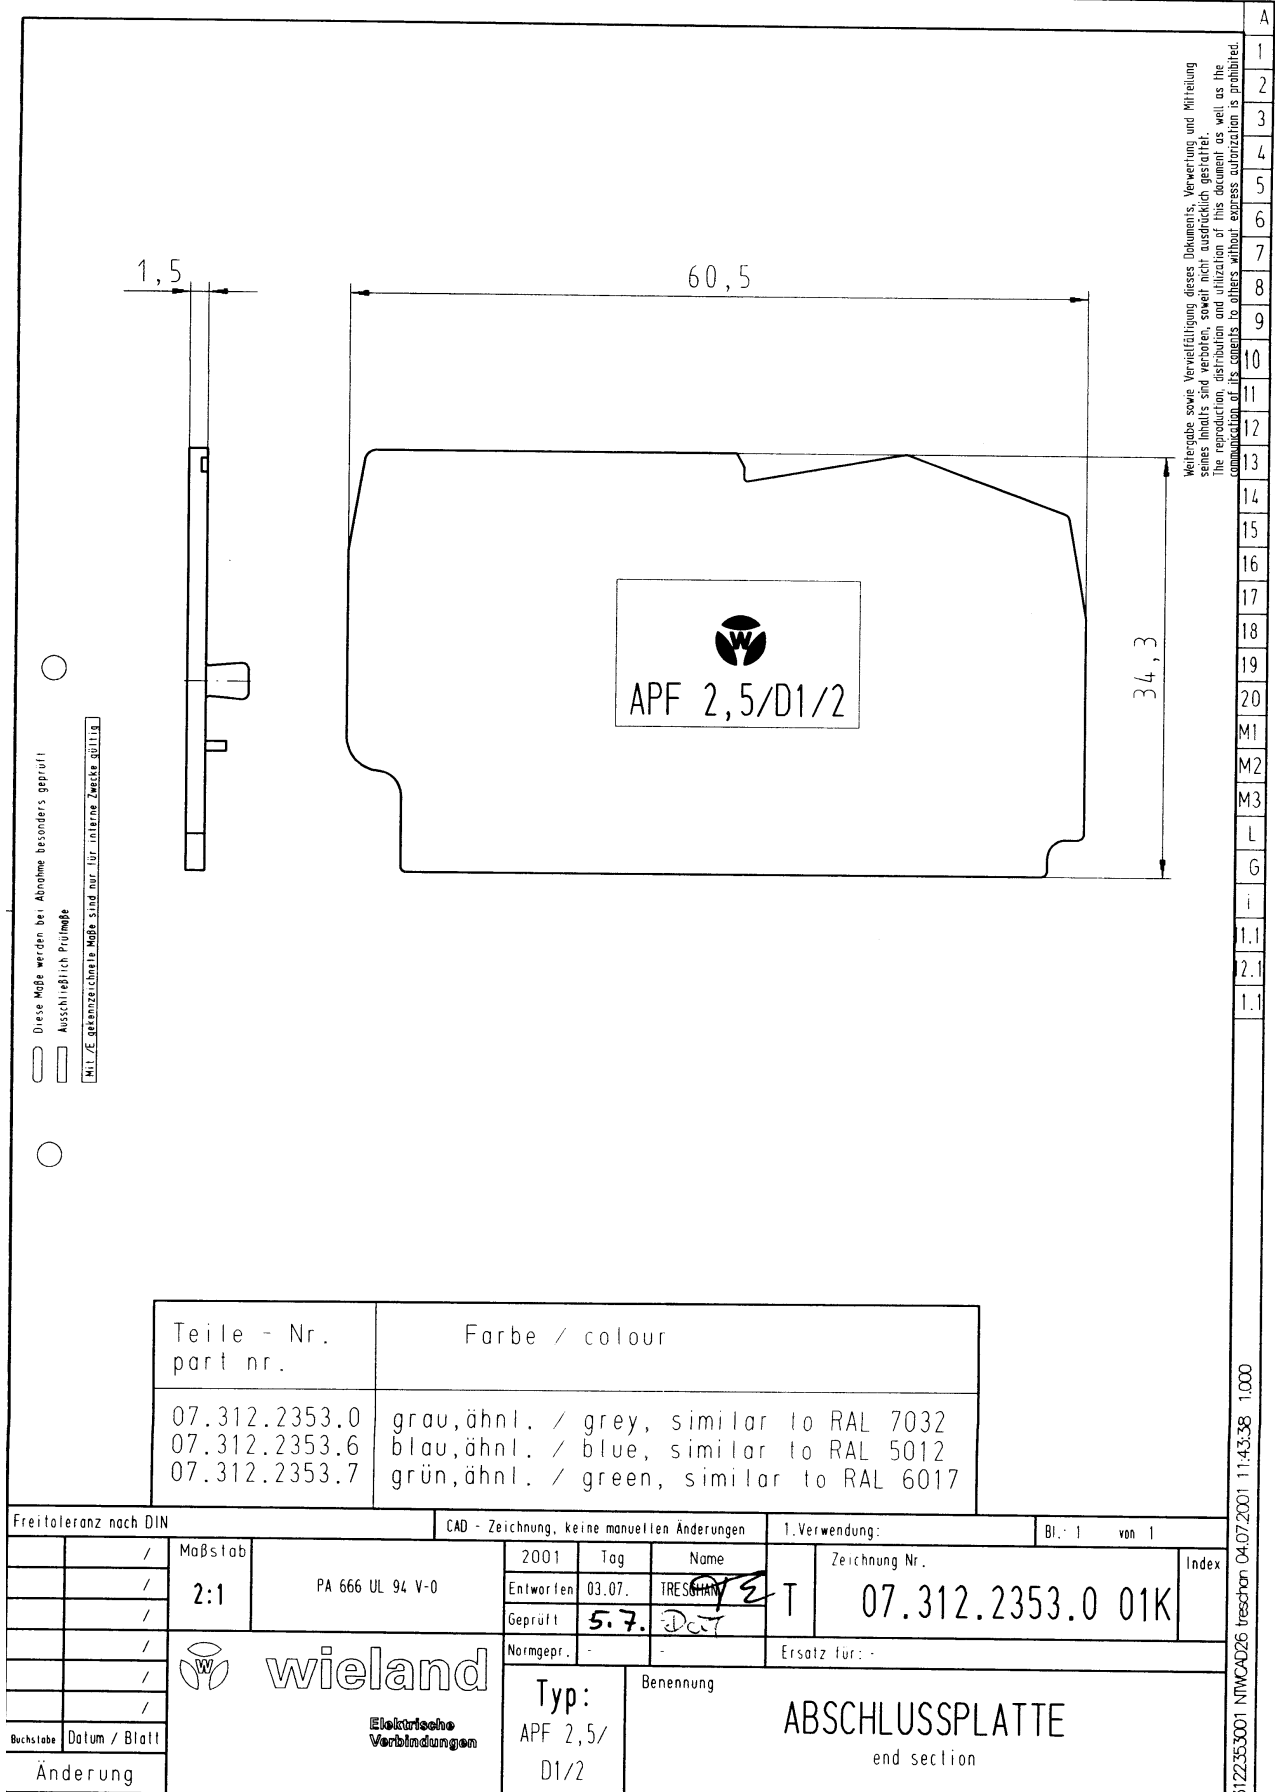 A
1
2
3
4
5
6
7
8
9
10
11
12
13
14
15
16
17
18
19
20
M1
M2
M3
L
G
i
11.1
12.1
1.1
Weitergabe sowie Vervielfältigung dieses Dokuments, Verwertung und Mitteilung
seines Inhalts sind verboten, soweit nicht ausdrücklich gestattet.
The reproduction, distribution and utilization of this document as well as the
communication of its conents to others without express autorization is prohibited.
1,5
60,5
34,3
W
APF 2,5/D1/2
Diese Maße werden bei Abnahme besonders geprüft
Ausschließlich Prüfmaße
Mit /E gekennzeichnete Maße sind nur für interne Zwecke gültig
Teile - Nr. Farbe / colour
part nr.
07.312.2353.0 grau,ähnl. / grey, similar to RAL 7032
07.312.2353.6 blau,ähnl. / blue, similar to RAL 5012
07.312.2353.7 grün,ähnl. / green, similar to RAL 6017
Freitoleranz nach DIN
CAD - Zeichnung, keine manuellen Änderungen
1.Verwendung:
Bl.: 1 von 1
/
/
/
/
/
/
Buchstabe Datum / Blatt
Änderung
Maßstab
2:1
PA 666 UL 94 V-0
2001 Tag Name
Entworfen 03.07. TRESCHAN
Geprüft 5.7.
Normgepr. - -
T
Zeichnung Nr.
07.312.2353.0 01K
Index
Ersatz für: -
W
wieland
Elektrische
Verbindungen
Typ:
APF 2,5/
D1/2
Benennung
ABSCHLUSSPLATTE
end section
3122353001 NTWCAD26 treschan 04.07.2001 11:43:38 1.000